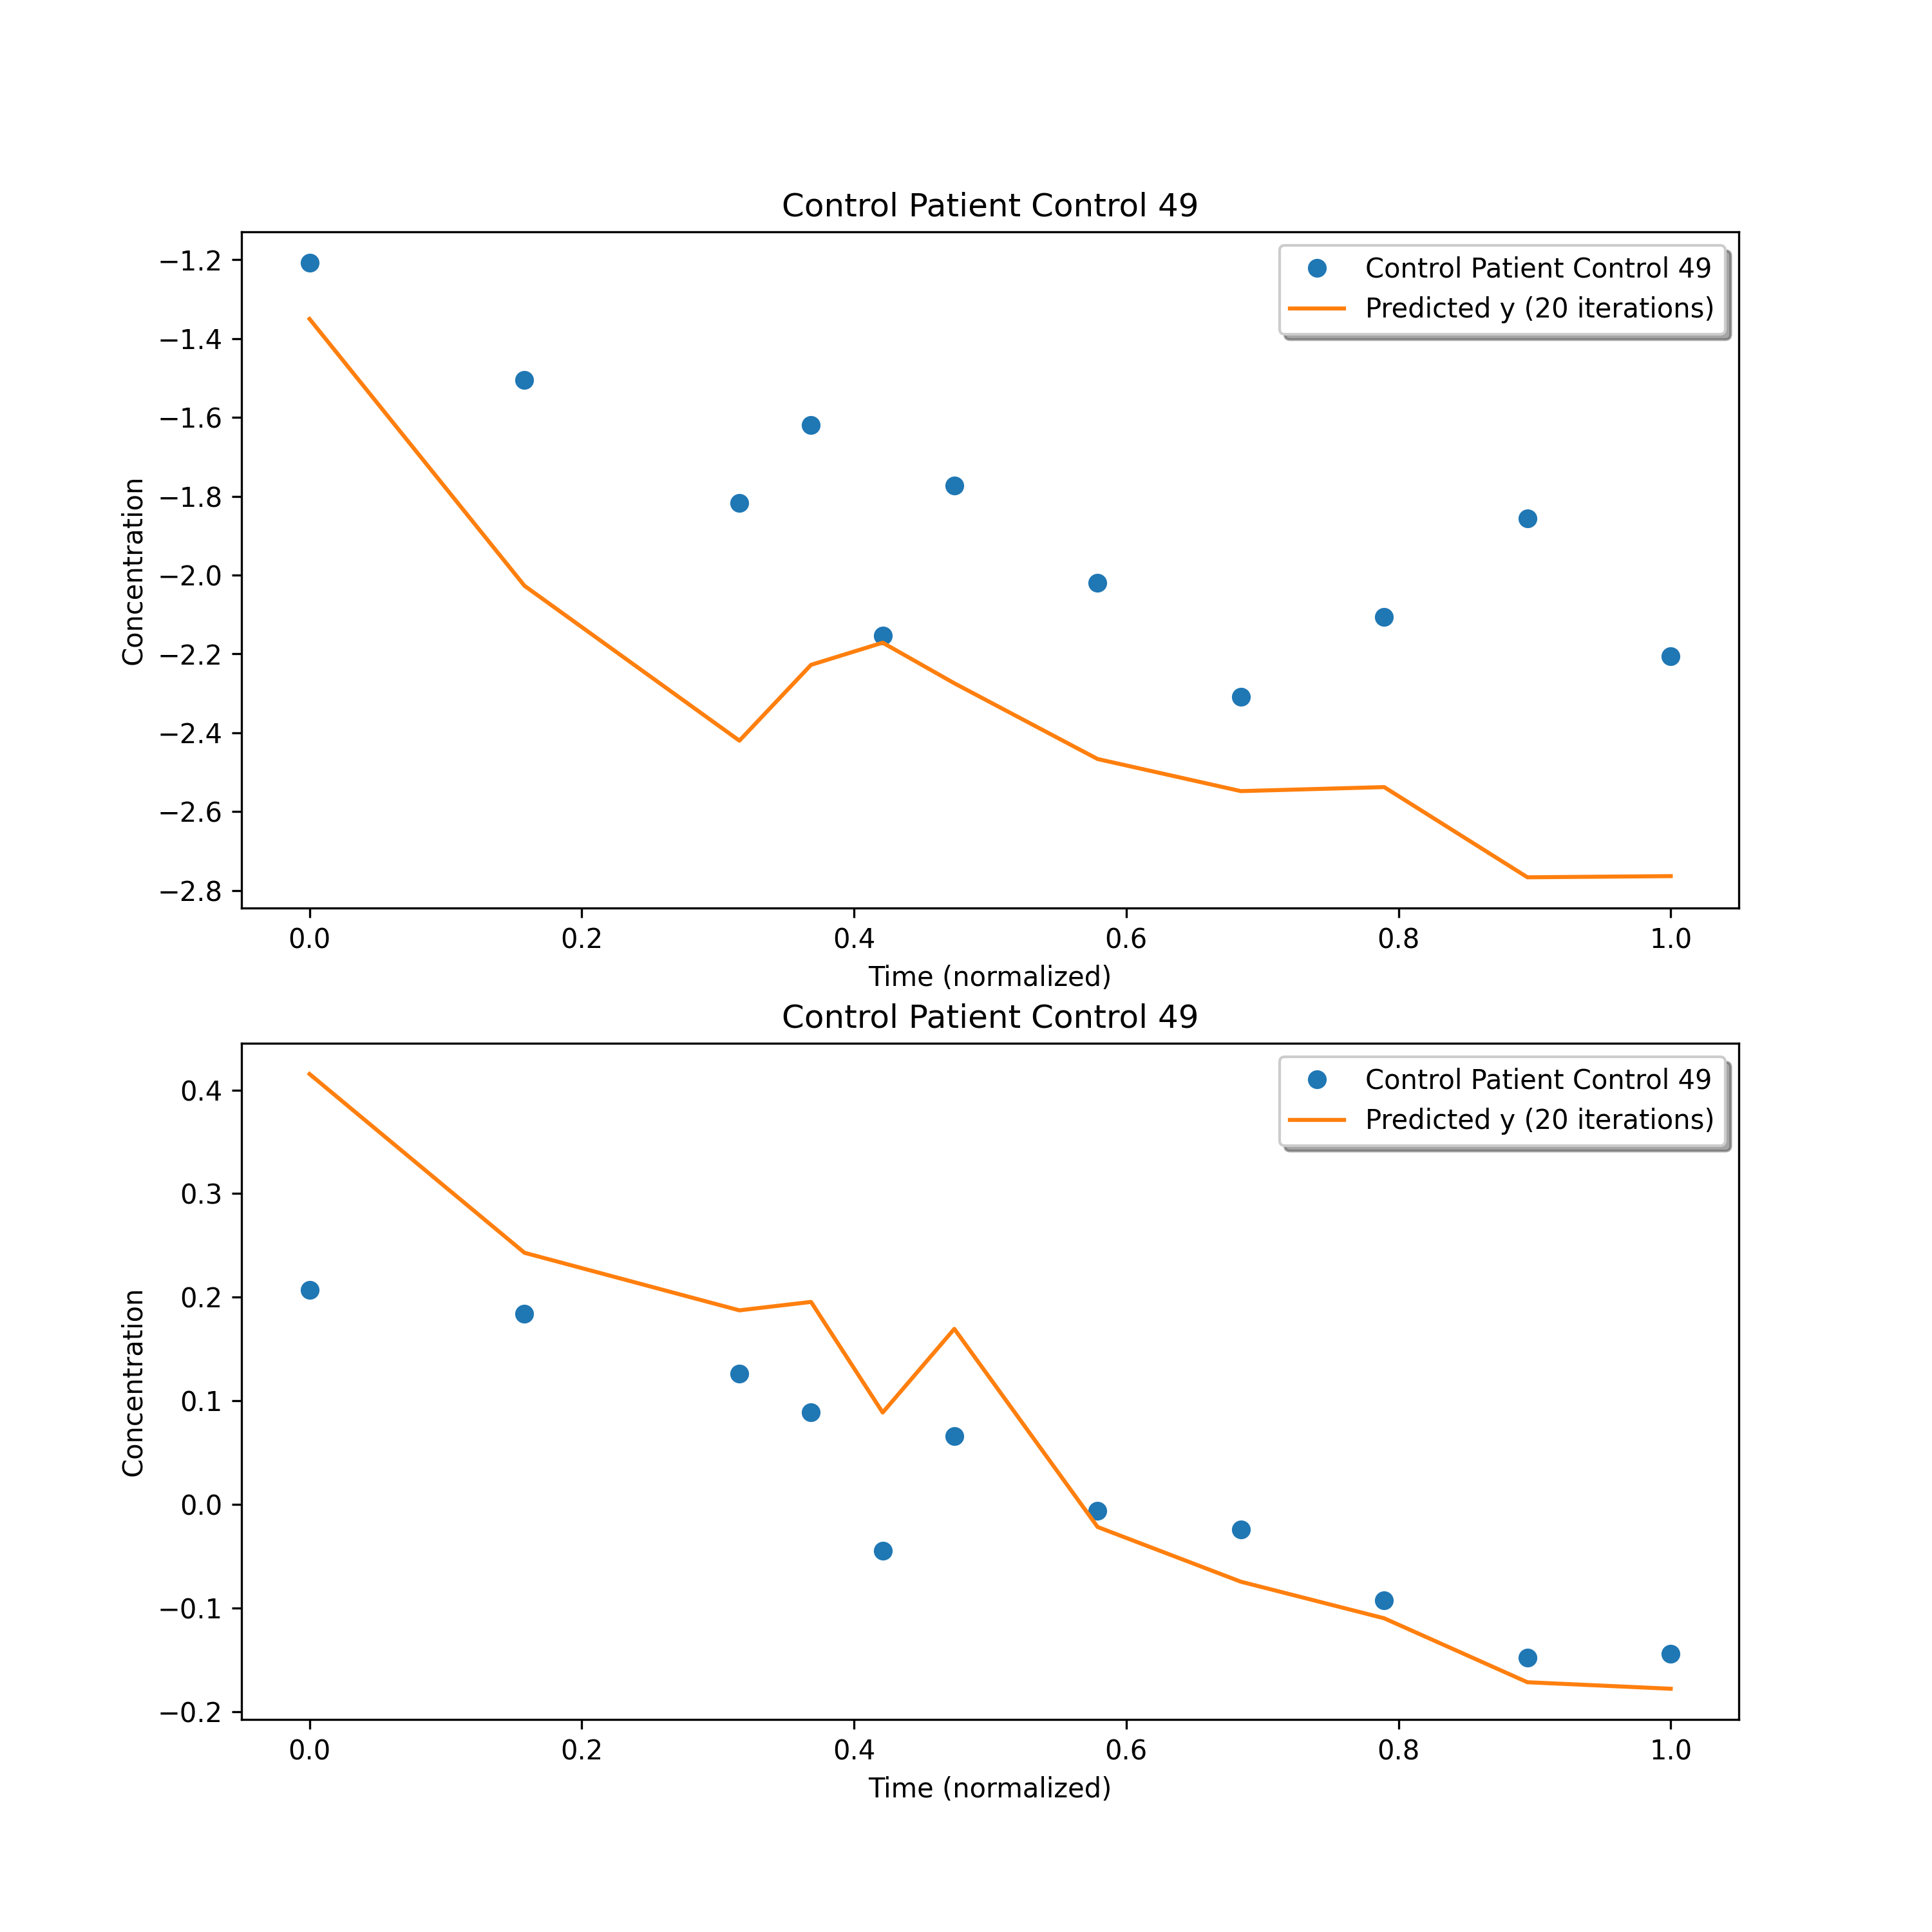 Control Patient Control 49
Control Patient Control 49
Predicted y (20 iterations)
−1.2
−1.4
−1.6
−1.8
−2.0
−2.2
−2.4
−2.6
−2.8
Concentration
0.0 0.2 0.4 0.6 0.8 1.0
Time (normalized)
Control Patient Control 49
Control Patient Control 49
Predicted y (20 iterations)
0.4
0.3
0.2
0.1
0.0
−0.1
−0.2
Concentration
0.0 0.2 0.4 0.6 0.8 1.0
Time (normalized)